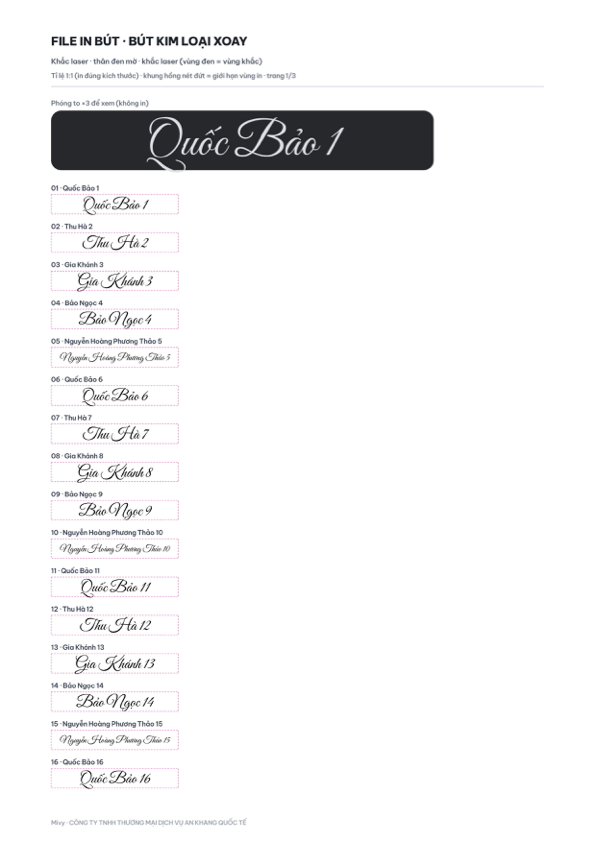 FILE IN BÚT · BÚT KIM LOẠI XOAY
Khắc laser · thân đen mờ · khắc laser (vùng đen = vùng khắc)
Tỉ lệ 1:1 (in đúng kích thước) · khung hồng nét đứt = giới hạn vùng in · trang 1/3
Phóng to ×3 để xem (không in)
Quốc Bảo 1
01 · Quốc Bảo 1
Quốc Bảo 1
02 · Thu Hà 2
Thu Hà 2
03 · Gia Khánh 3
Gia Khánh 3
04 · Bảo Ngọc 4
Bảo Ngọc 4
05 · Nguyễn Hoàng Phương Thảo 5
Nguyễn Hoàng Phương Thảo 5
06 · Quốc Bảo 6
Quốc Bảo 6
07 · Thu Hà 7
Thu Hà 7
08 · Gia Khánh 8
Gia Khánh 8
09 · Bảo Ngọc 9
Bảo Ngọc 9
10 · Nguyễn Hoàng Phương Thảo 10
Nguyễn Hoàng Phương Thảo 10
11 · Quốc Bảo 11
Quốc Bảo 11
12 · Thu Hà 12
Thu Hà 12
13 · Gia Khánh 13
Gia Khánh 13
14 · Bảo Ngọc 14
Bảo Ngọc 14
15 · Nguyễn Hoàng Phương Thảo 15
Nguyễn Hoàng Phương Thảo 15
16 · Quốc Bảo 16
Quốc Bảo 16
Mivy · CÔNG TY TNHH THƯƠNG MẠI DỊCH VỤ AN KHANG QUỐC TẾ